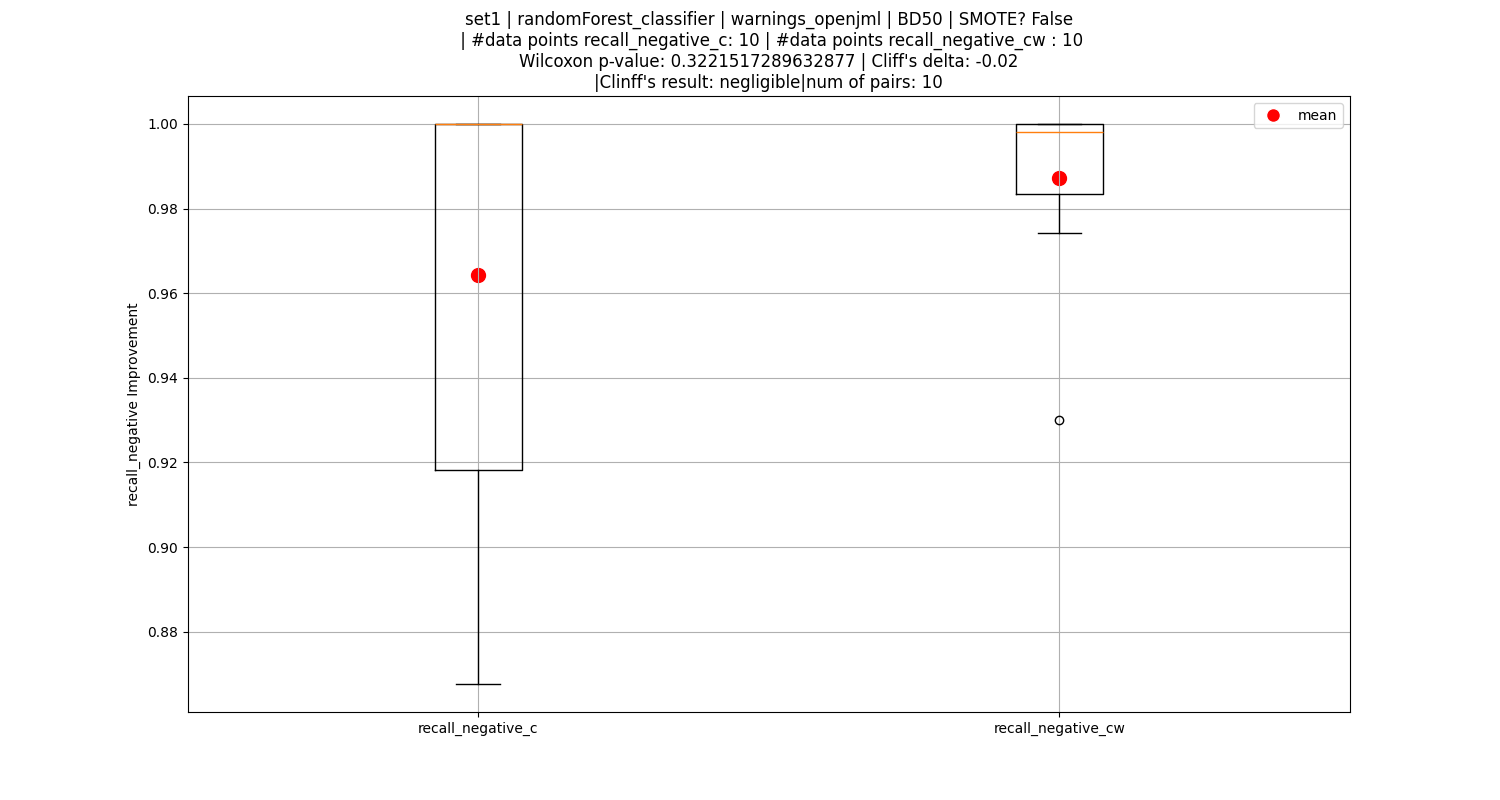 set1 | randomForest_classifier | warnings_openjml | BD50 | SMOTE? False
| #data points recall_negative_c: 10 | #data points recall_negative_cw : 10
Wilcoxon p-value: 0.3221517289632877 | Cliff's delta: -0.02
|Clinff's result: negligible|num of pairs: 10
mean
1.00
0.98
0.96
0.94
0.92
0.90
0.88
recall_negative Improvement
recall_negative_c
recall_negative_cw